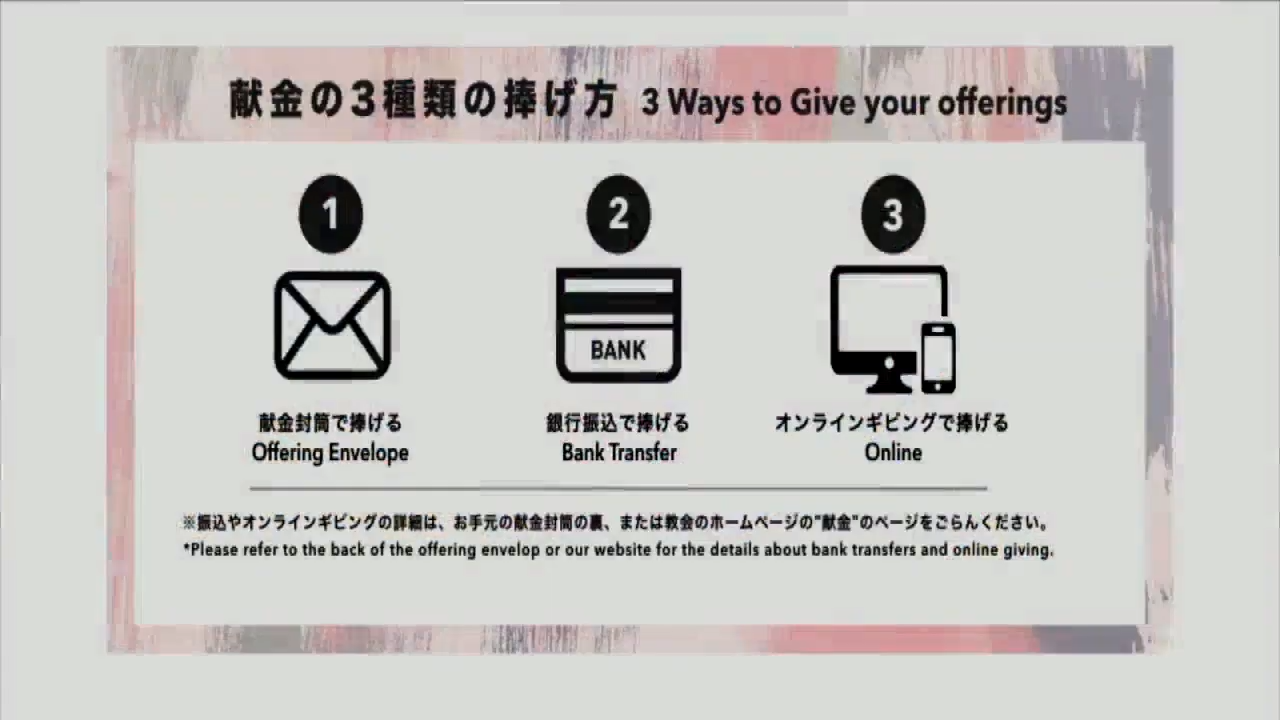 献金の3種類の捧げ方 3 Ways to Give your offerings
1
2
3
BANK
献金封筒で捧げる
Offering Envelope
銀行振込で捧げる
Bank Transfer
オンラインギビングで捧げる
Online
※振込やオンラインギビングの詳細は、お手元の献金封筒の裏、または教会のホームページの"献金"のページをごらんください。
*Please refer to the back of the offering envelop or our website for the details about bank transfers and online giving.